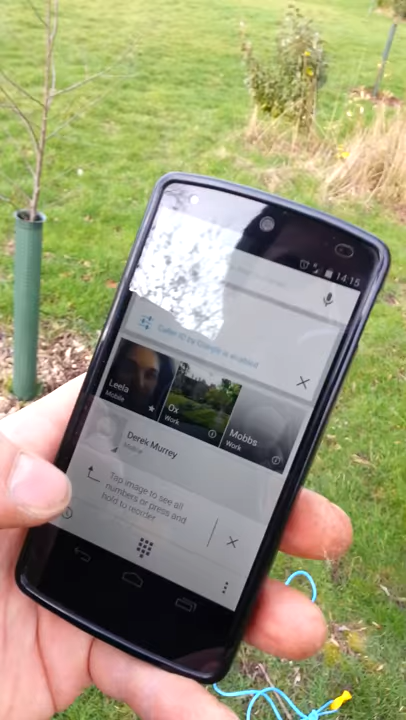 14:15
Caller ID by Google is enabled
Leela
Mobile
Ox
Work
Mobbs
Work
Derek Murrey
Mobile
Tap image to see all
numbers or press and
hold to reorder